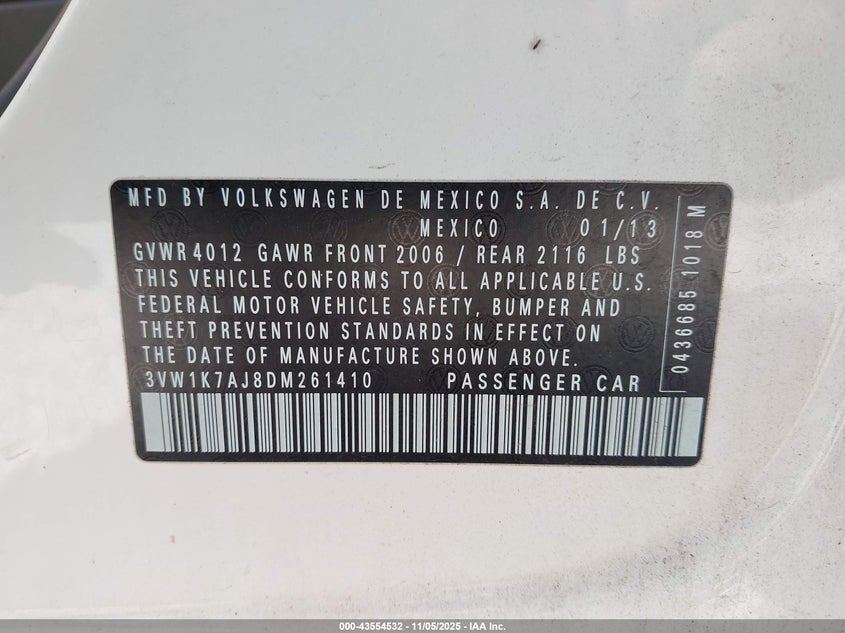 MFD BY VOLKSWAGEN DE MEXICO S.A. DE C.V.
MEXICO 01/13
GVWR 4012 GAWR FRONT 2006 / REAR 2116 LBS
THIS VEHICLE CONFORMS TO ALL APPLICABLE U.S.
FEDERAL MOTOR VEHICLE SAFETY, BUMPER AND
THEFT PREVENTION STANDARDS IN EFFECT ON
THE DATE OF MANUFACTURE SHOWN ABOVE.
3VW1K7AJ8DM261410 PASSENGER CAR
0436685 1018 M
000-43554532 - 11/05/2025 - IAA Inc.